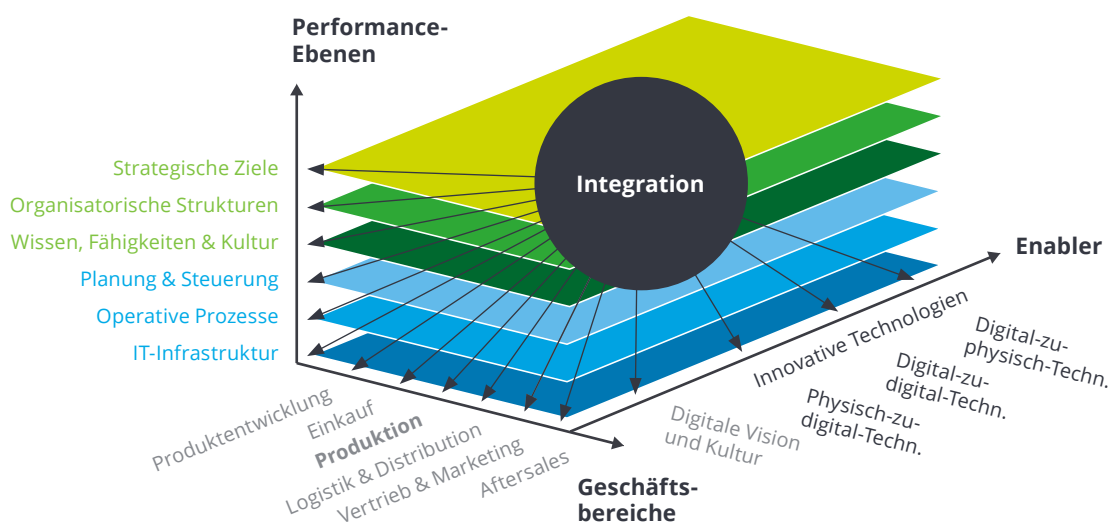 Performance-
Ebenen
Strategische Ziele
Organisatorische Strukturen
Wissen, Fähigkeiten & Kultur
Planung & Steuerung
Operative Prozesse
IT-Infrastruktur
Integration
Enabler
Produktentwicklung
Einkauf
Produktion
Logistik & Distribution
Vertrieb & Marketing
Aftersales
Geschäfts-
bereiche
Digitale Vision
und Kultur
Innovative Technologien
Physisch-zu-
digital-Techn.
Digital-zu-
digital-Techn.
Digital-zu-
physisch-Techn.